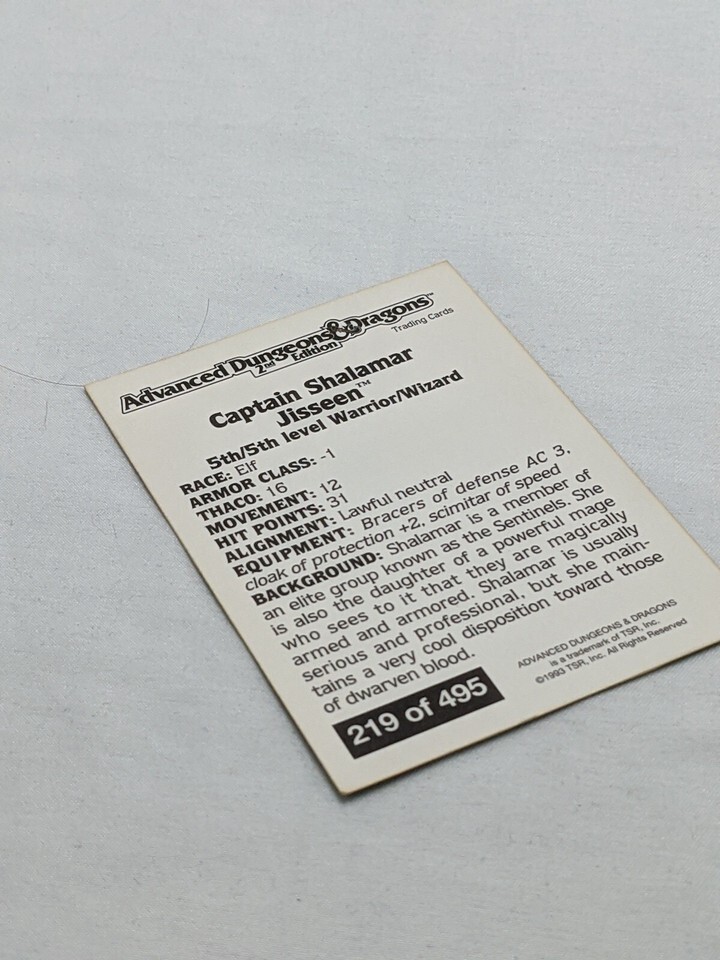 Advanced Dungeons & Dragons™
2nd Edition
Trading Cards
Captain Shalamar
Jisseen™
5th/5th level Warrior/Wizard
RACE: Elf
ARMOR CLASS: -1
THACO: 16
MOVEMENT: 12
HIT POINTS: 31
ALIGNMENT: Lawful neutral
EQUIPMENT: Bracers of defense AC 3,
cloak of protection +2, scimitar of speed
BACKGROUND: Shalamar is a member of
an elite group known as the Sentinels. She
is also the daughter of a powerful mage
who sees to it that they are magically
armed and armored. Shalamar is usually
serious and professional, but she main-
tains a very cool disposition toward those
of dwarven blood.
219 of 495
ADVANCED DUNGEONS & DRAGONS
is a trademark of TSR, Inc.
©1993 TSR, Inc. All Rights Reserved